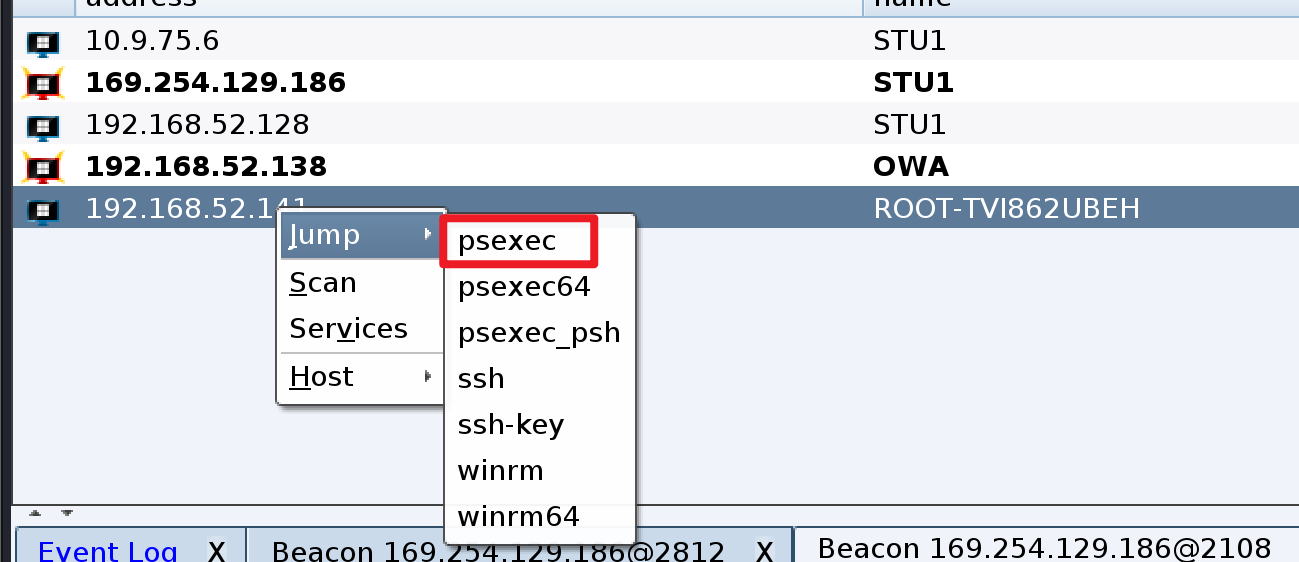 address name
10.9.75.6 STU1
169.254.129.186 STU1
192.168.52.128 STU1
192.168.52.138 OWA
192.168.52.141 ROOT-TVI862UBEH
Jump
psexec
psexec64
psexec_psh
ssh
ssh-key
winrm
winrm64
Scan
Services
Host
Event Log X Beacon 169.254.129.186@2812 X Beacon 169.254.129.186@2108